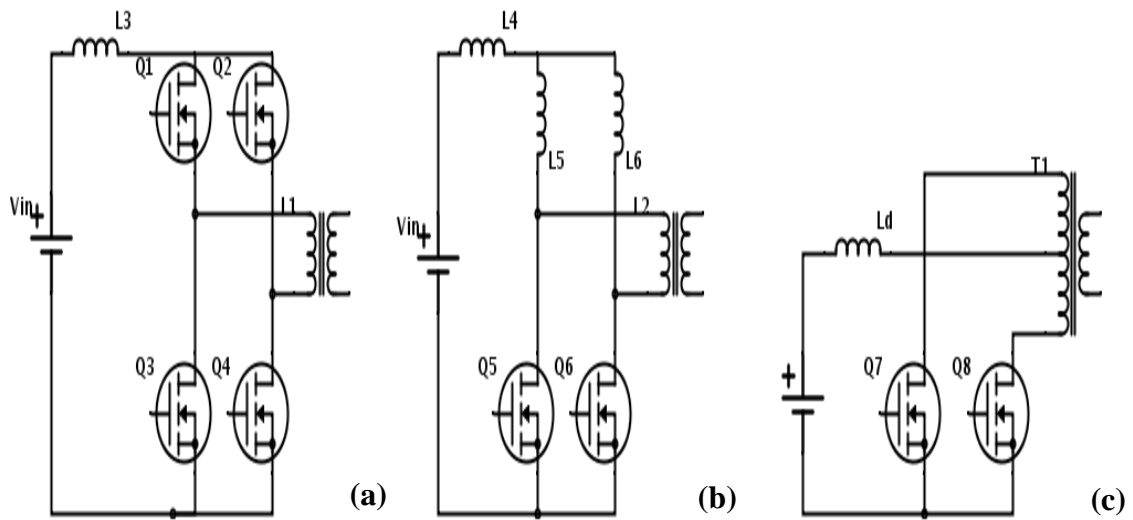 L3
Q1
Q2
Vin
+
L1
Q3
Q4
(a)
L4
L5
L6
Vin
+
L2
Q5
Q6
(b)
T1
Ld
+
Q7
Q8
(c)